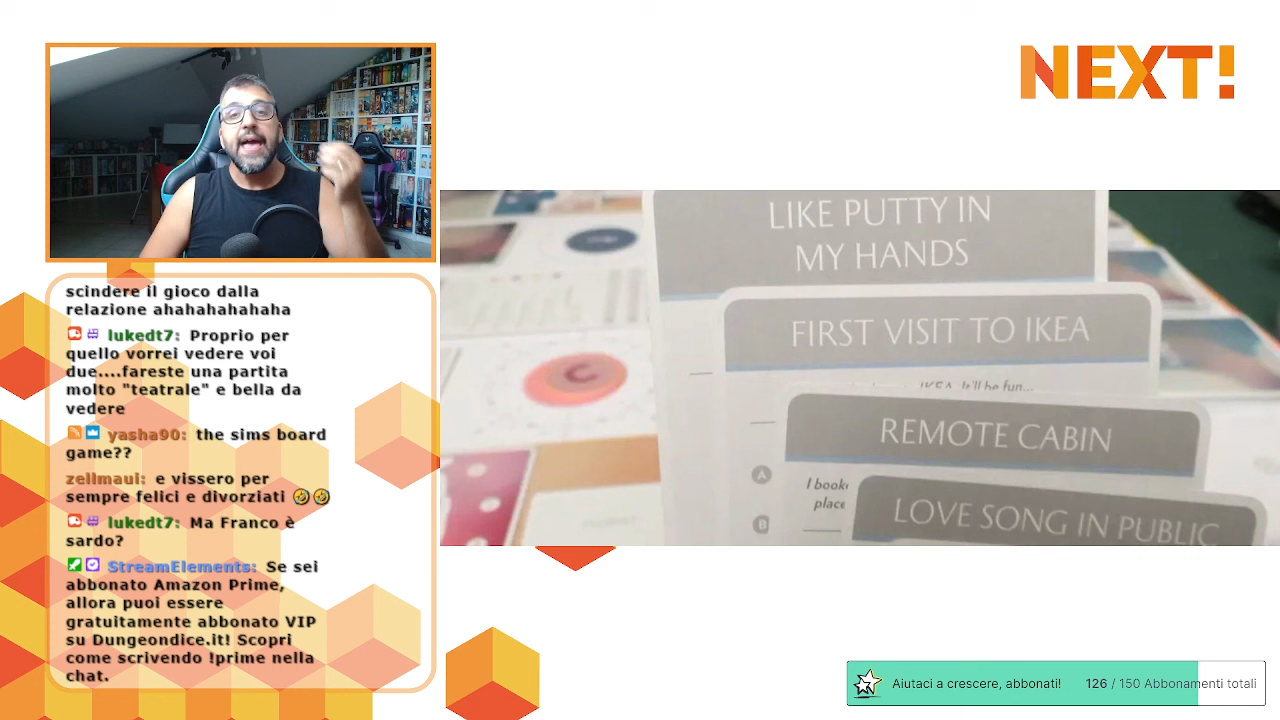 NEXT!
scindere il gioco dalla
relazione ahahahahahaha
lukedt7: Proprio per
quello vorrei vedere voi
due....fareste una partita
molto "teatrale" e bella da
vedere
yasha90: the sims board
game??
zellmaui: e vissero per
sempre felici e divorziati 🤣🤣
lukedt7: Ma Franco è
sardo?
StreamElements: Se sei
abbonato Amazon Prime,
allora puoi essere
gratuitamente abbonato VIP
su Dungeondice.it! Scopri
come scrivendo !prime nella
chat.
LIKE PUTTY IN
MY HANDS
FIRST VISIT TO IKEA
IKEA. It'll be fun...
REMOTE CABIN
A
I book
place
B
LOVE SONG IN PUBLIC
C
Aiutaci a crescere, abbonati! 126 / 150 Abbonamenti totali